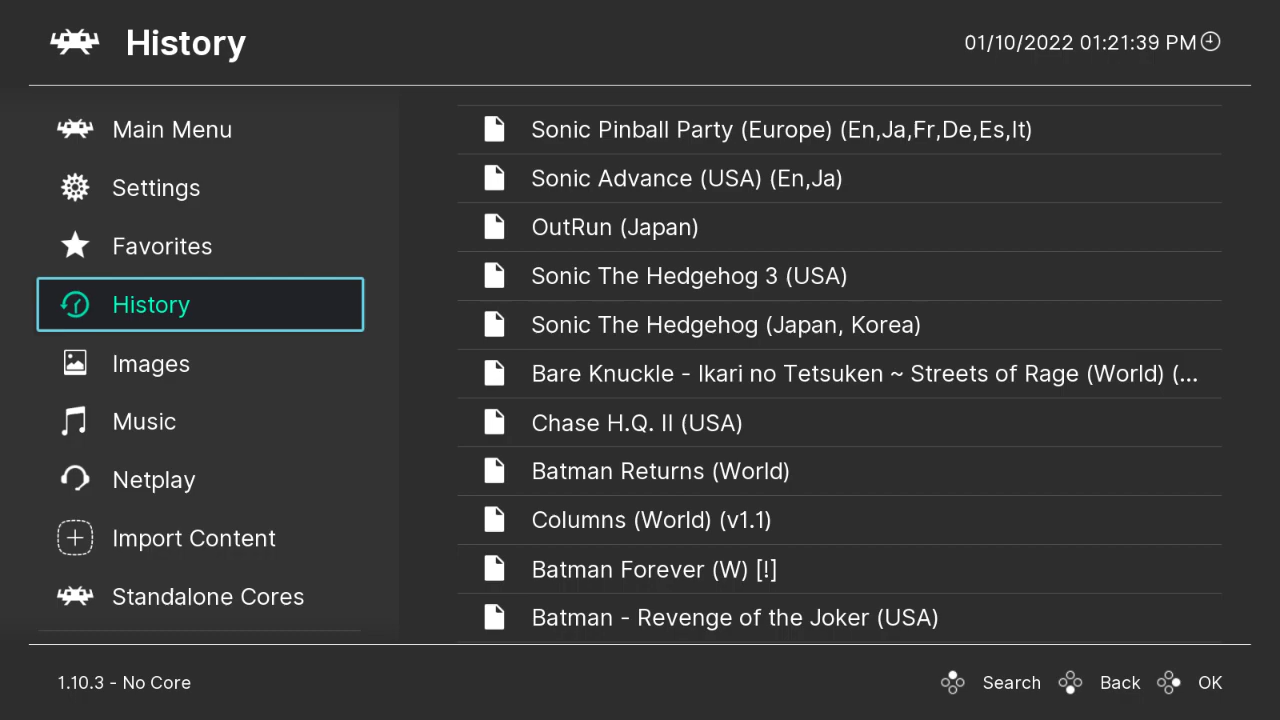 History
01/10/2022 01:21:39 PM
Main Menu
Settings
Favorites
History
Images
Music
Netplay
Import Content
Standalone Cores
Sonic Pinball Party (Europe) (En,Ja,Fr,De,Es,It)
Sonic Advance (USA) (En,Ja)
OutRun (Japan)
Sonic The Hedgehog 3 (USA)
Sonic The Hedgehog (Japan, Korea)
Bare Knuckle - Ikari no Tetsuken ~ Streets of Rage (World) (...
Chase H.Q. II (USA)
Batman Returns (World)
Columns (World) (v1.1)
Batman Forever (W) [!]
Batman - Revenge of the Joker (USA)
1.10.3 - No Core
Search
Back
OK